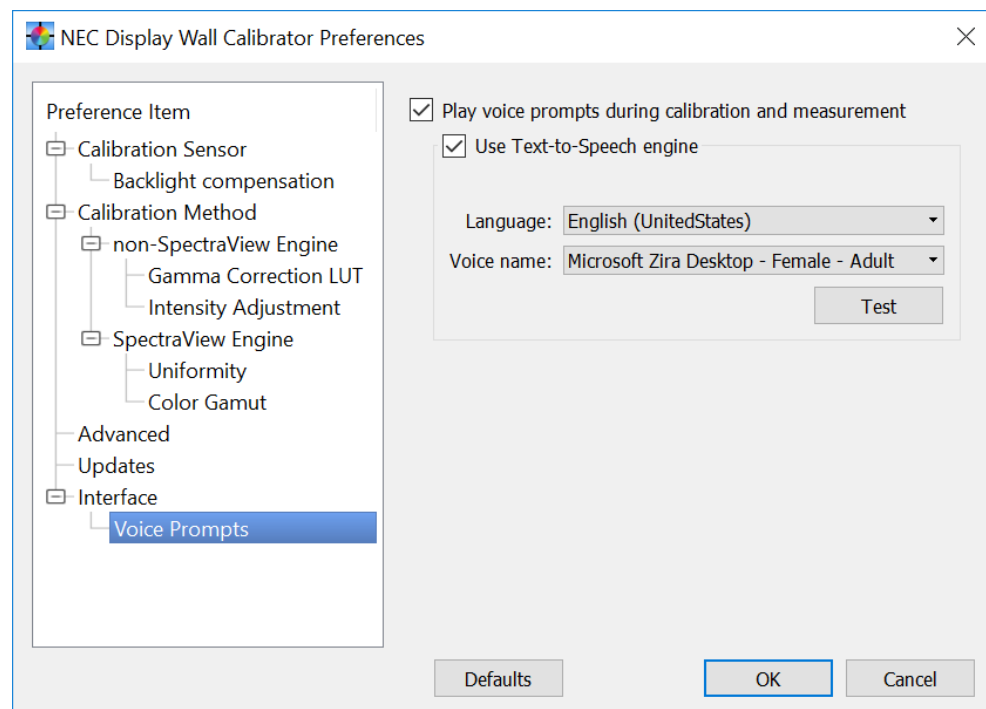 NEC Display Wall Calibrator Preferences
Preference Item
Calibration Sensor
Backlight compensation
Calibration Method
non-SpectraView Engine
Gamma Correction LUT
Intensity Adjustment
SpectraView Engine
Uniformity
Color Gamut
Advanced
Updates
Interface
Voice Prompts
Play voice prompts during calibration and measurement
Use Text-to-Speech engine
Language: English (UnitedStates)
Voice name: Microsoft Zira Desktop - Female - Adult
Test
Defaults OK Cancel